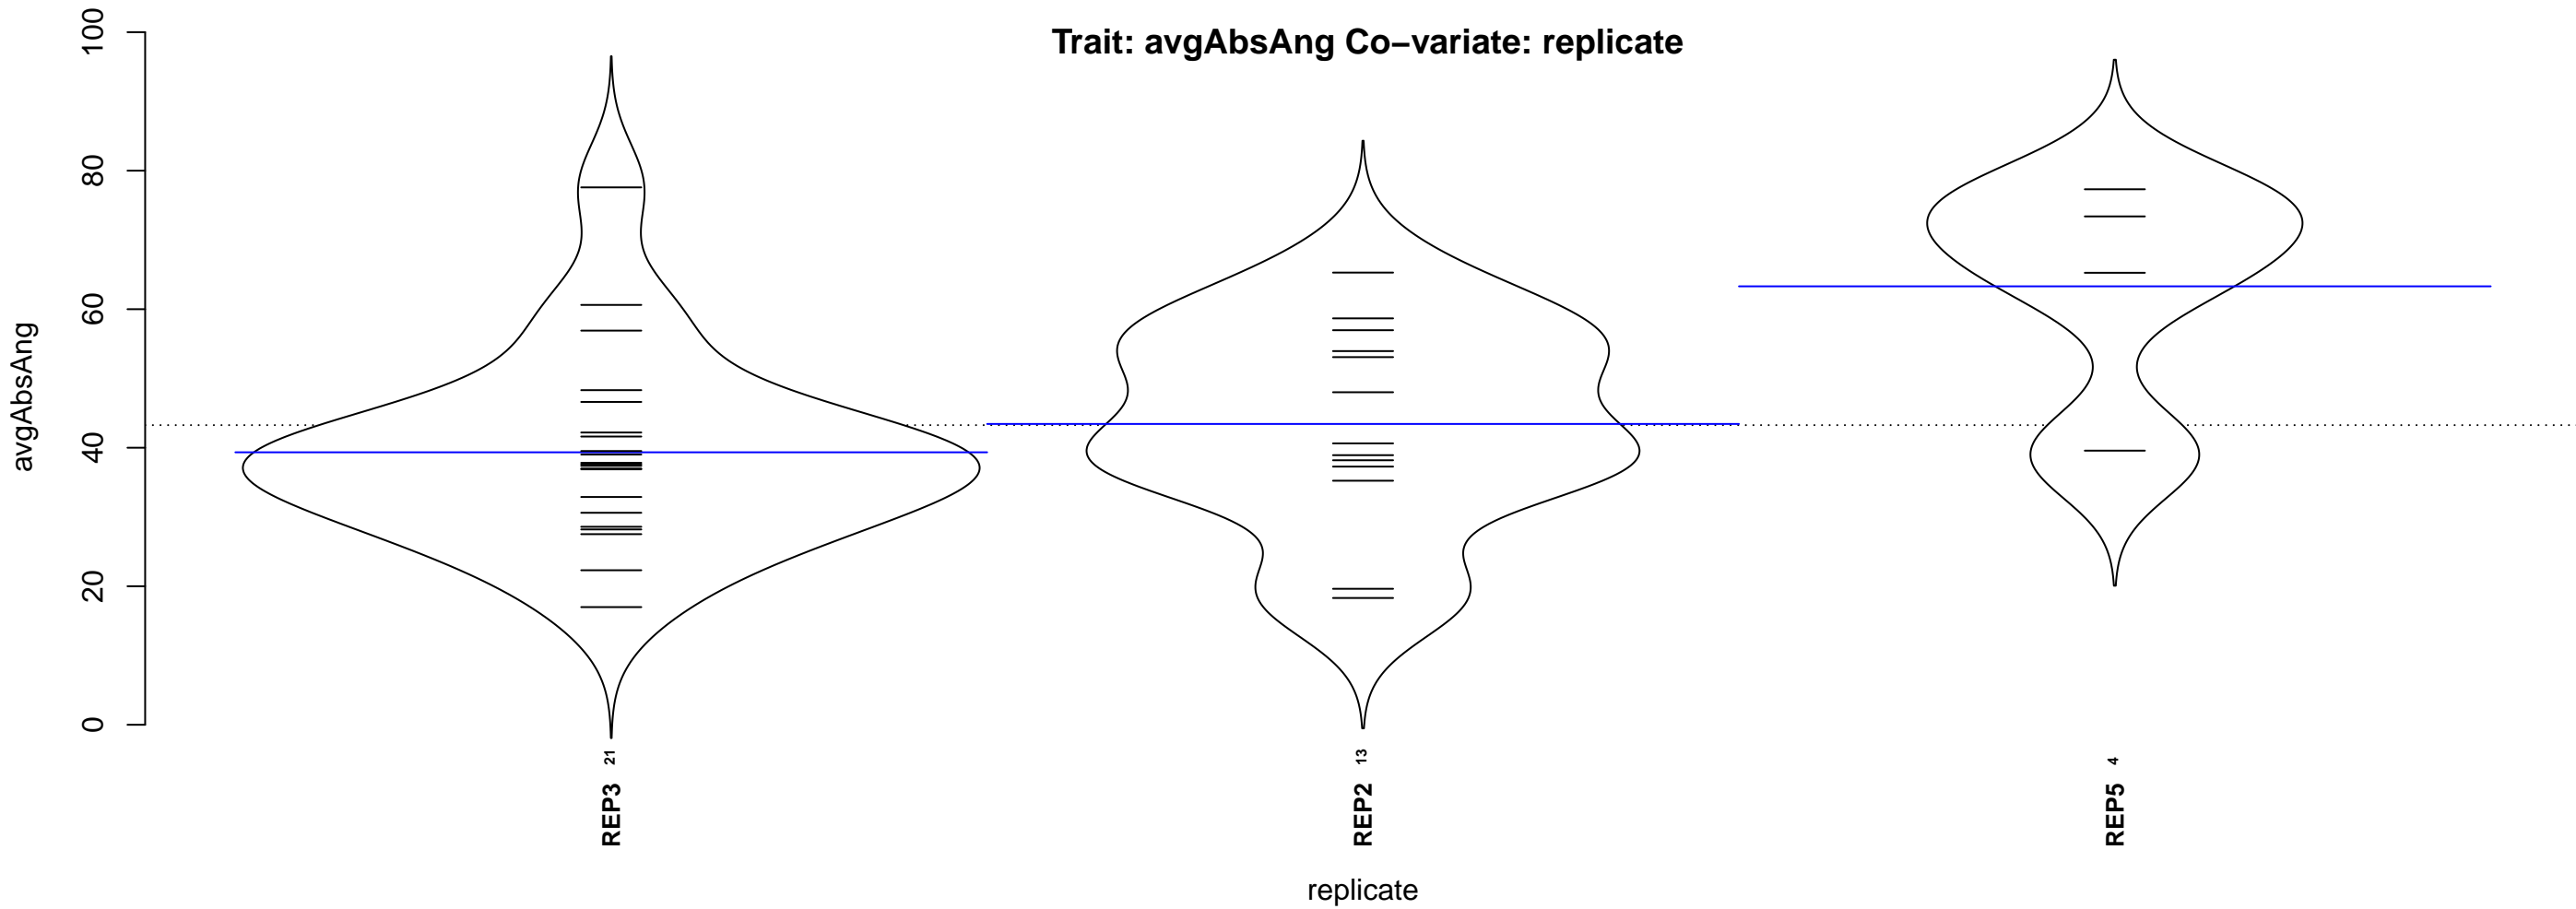 Trait: avgAbsAng Co−variate: replicate
avgAbsAng
100
80
60
40
20
0
21
13
4
REP3
REP2
REP5
replicate